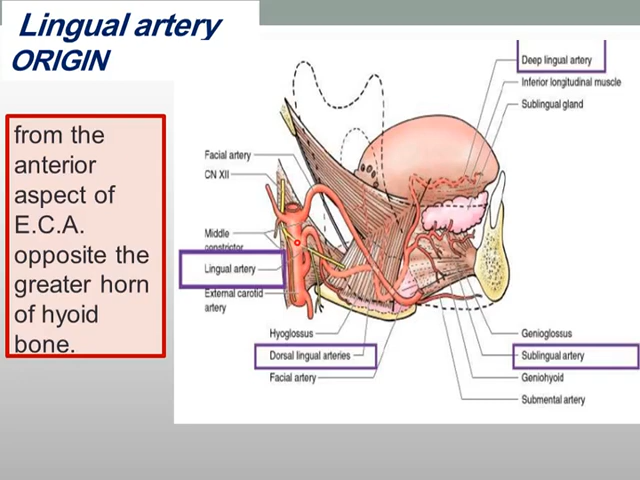 Lingual artery
ORIGIN
from the
anterior
aspect of
E.C.A.
opposite the
greater horn
of hyoid
bone.
Facial artery
CN XII
Middle
constrictor
Lingual artery
External carotid
artery
Hyoglossus
Dorsal lingual arteries
Facial artery
Deep lingual artery
Inferior longitudinal muscle
Sublingual gland
Genioglossus
Sublingual artery
Geniohyoid
Submental artery